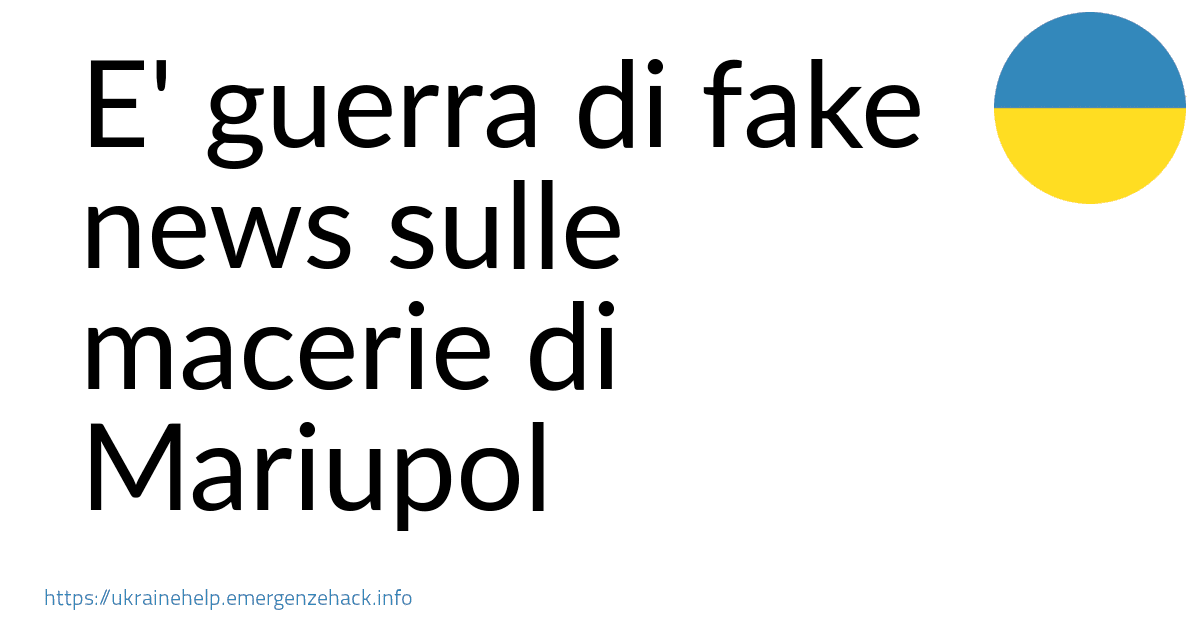 E' guerra di fake
news sulle
macerie di
Mariupol
https://ukrainehelp.emergenzehack.info